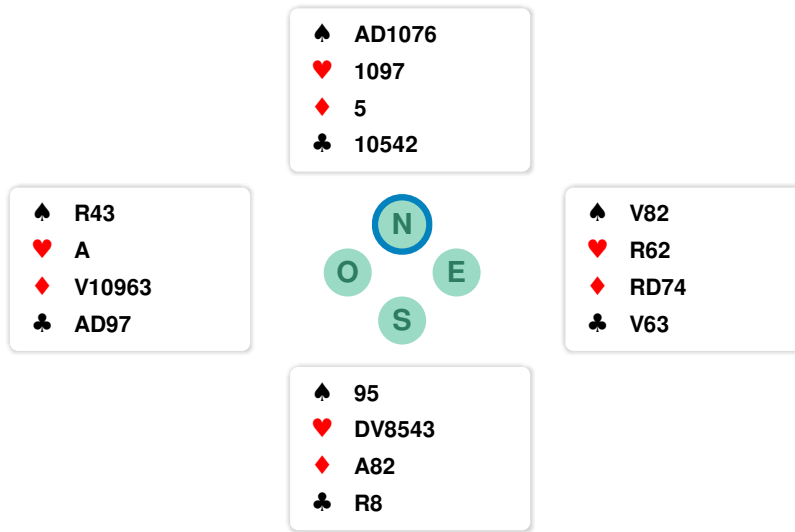 ♠ AD1076
♥ 1097
♦ 5
♣ 10542
♠ R43
♥ A
♦ V10963
♣ AD97
N
O
E
S
♠ V82
♥ R62
♦ RD74
♣ V63
♠ 95
♥ DV8543
♦ A82
♣ R8